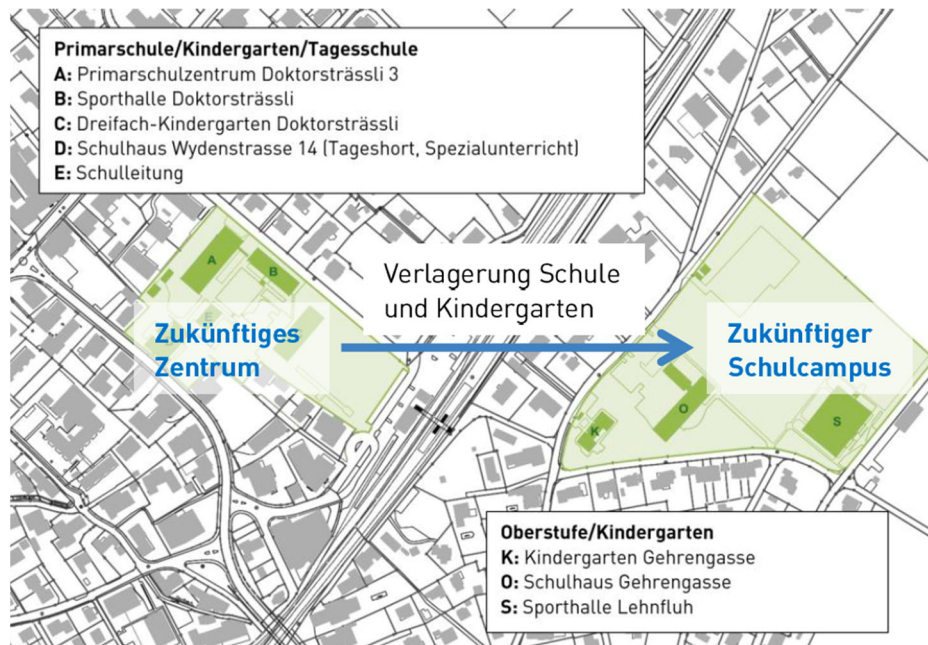 Primarschule/Kindergarten/Tagesschule
A: Primarschulzentrum Doktorsträssli 3
B: Sporthalle Doktorsträssli
C: Dreifach-Kindergarten Doktorsträssli
D: Schulhaus Wydenstrasse 14 (Tageshort, Spezialunterricht)
E: Schulleitung
A
B
E
Verlagerung Schule
und Kindergarten
Zukünftiges
Zentrum
Zukünftiger
Schulcampus
K
O
S
Oberstufe/Kindergarten
K: Kindergarten Gehrengasse
O: Schulhaus Gehrengasse
S: Sporthalle Lehnfluh